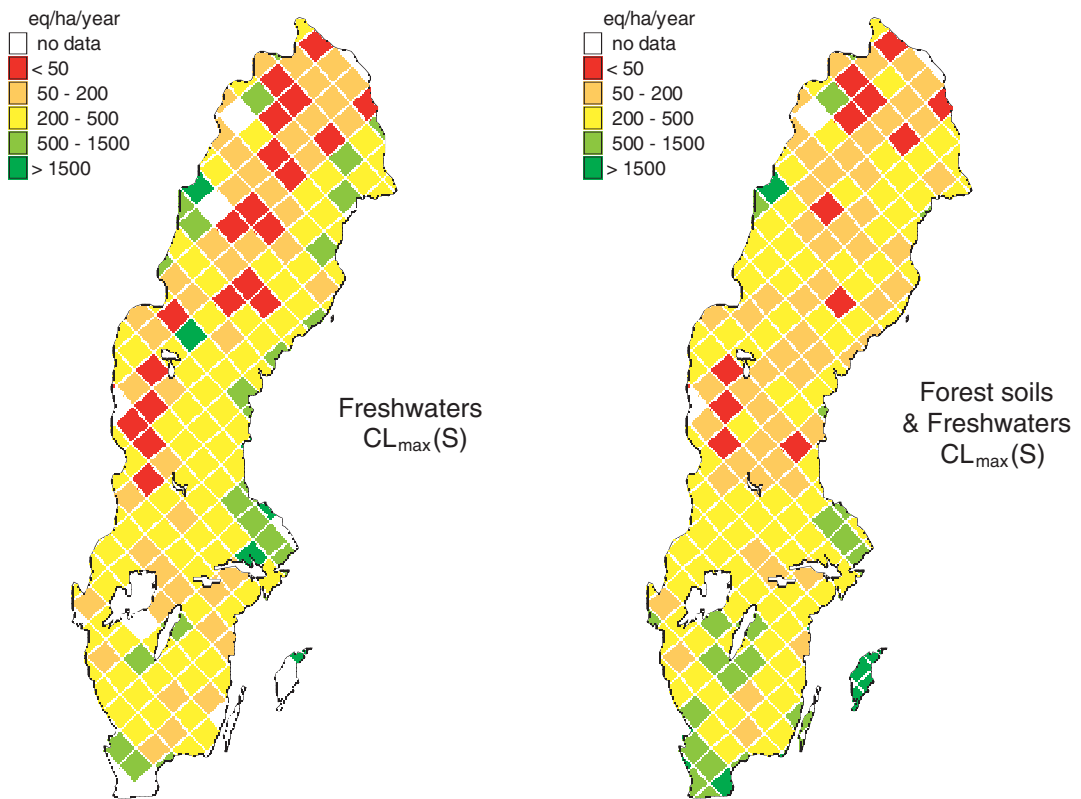 eq/ha/year
no data
< 50
50 - 200
200 - 500
500 - 1500
> 1500
Freshwaters
CLmax(S)
eq/ha/year
no data
< 50
50 - 200
200 - 500
500 - 1500
> 1500
Forest soils
& Freshwaters
CLmax(S)